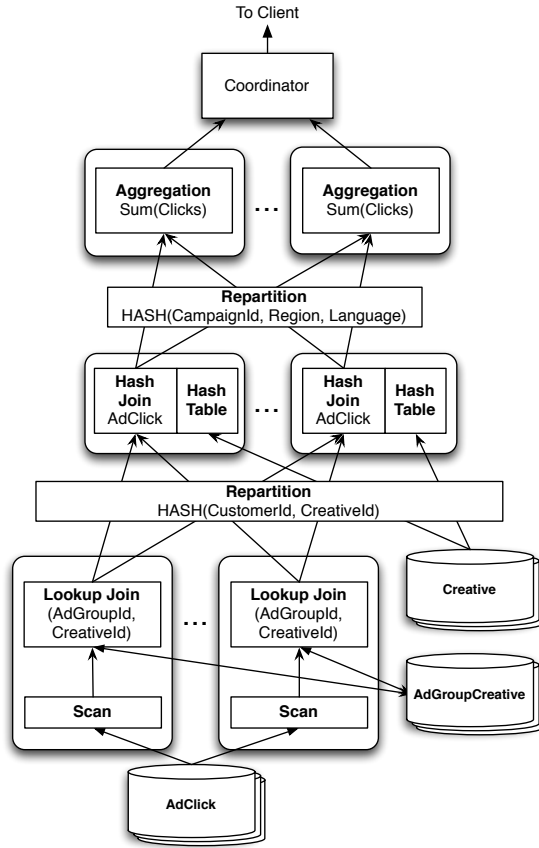 To Client
Coordinator
Aggregation
Sum(Clicks)
...
Aggregation
Sum(Clicks)
Repartition
HASH(CampaignId, Region, Language)
Hash
Join
AdClick
Hash
Table
...
Hash
Join
AdClick
Hash
Table
Repartition
HASH(CustomerId, CreativeId)
Lookup Join
(AdGroupId,
CreativeId)
...
Lookup Join
(AdGroupId,
CreativeId)
Creative
AdGroupCreative
Scan
Scan
AdClick